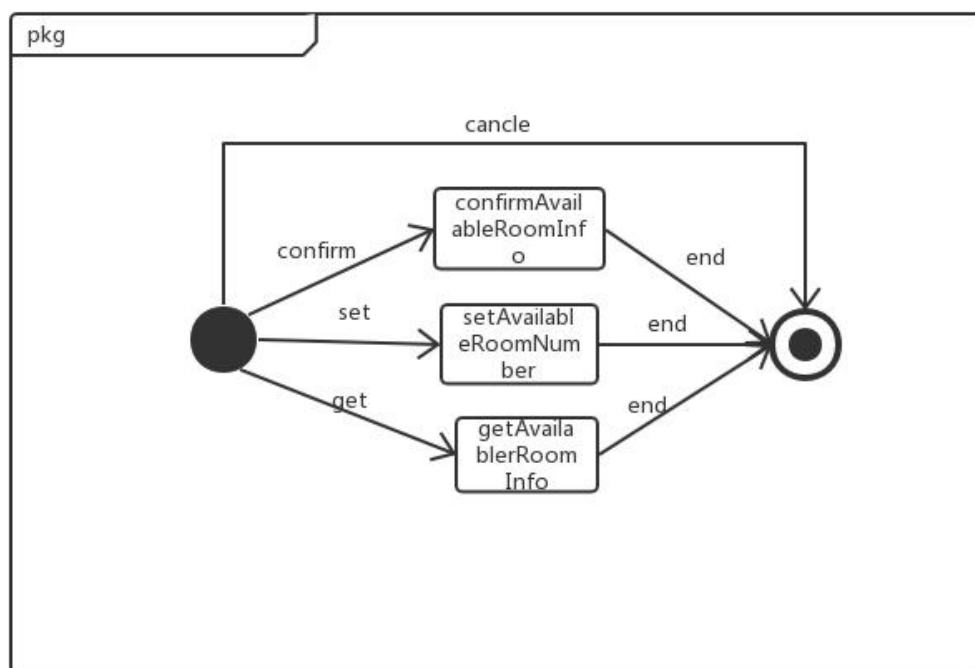 pkg
cancle
confirmAvail
ableRoomInf
o
confirm
end
set
setAvailabl
eRoomNum
ber
end
get
getAvaila
blerRoom
Info
end